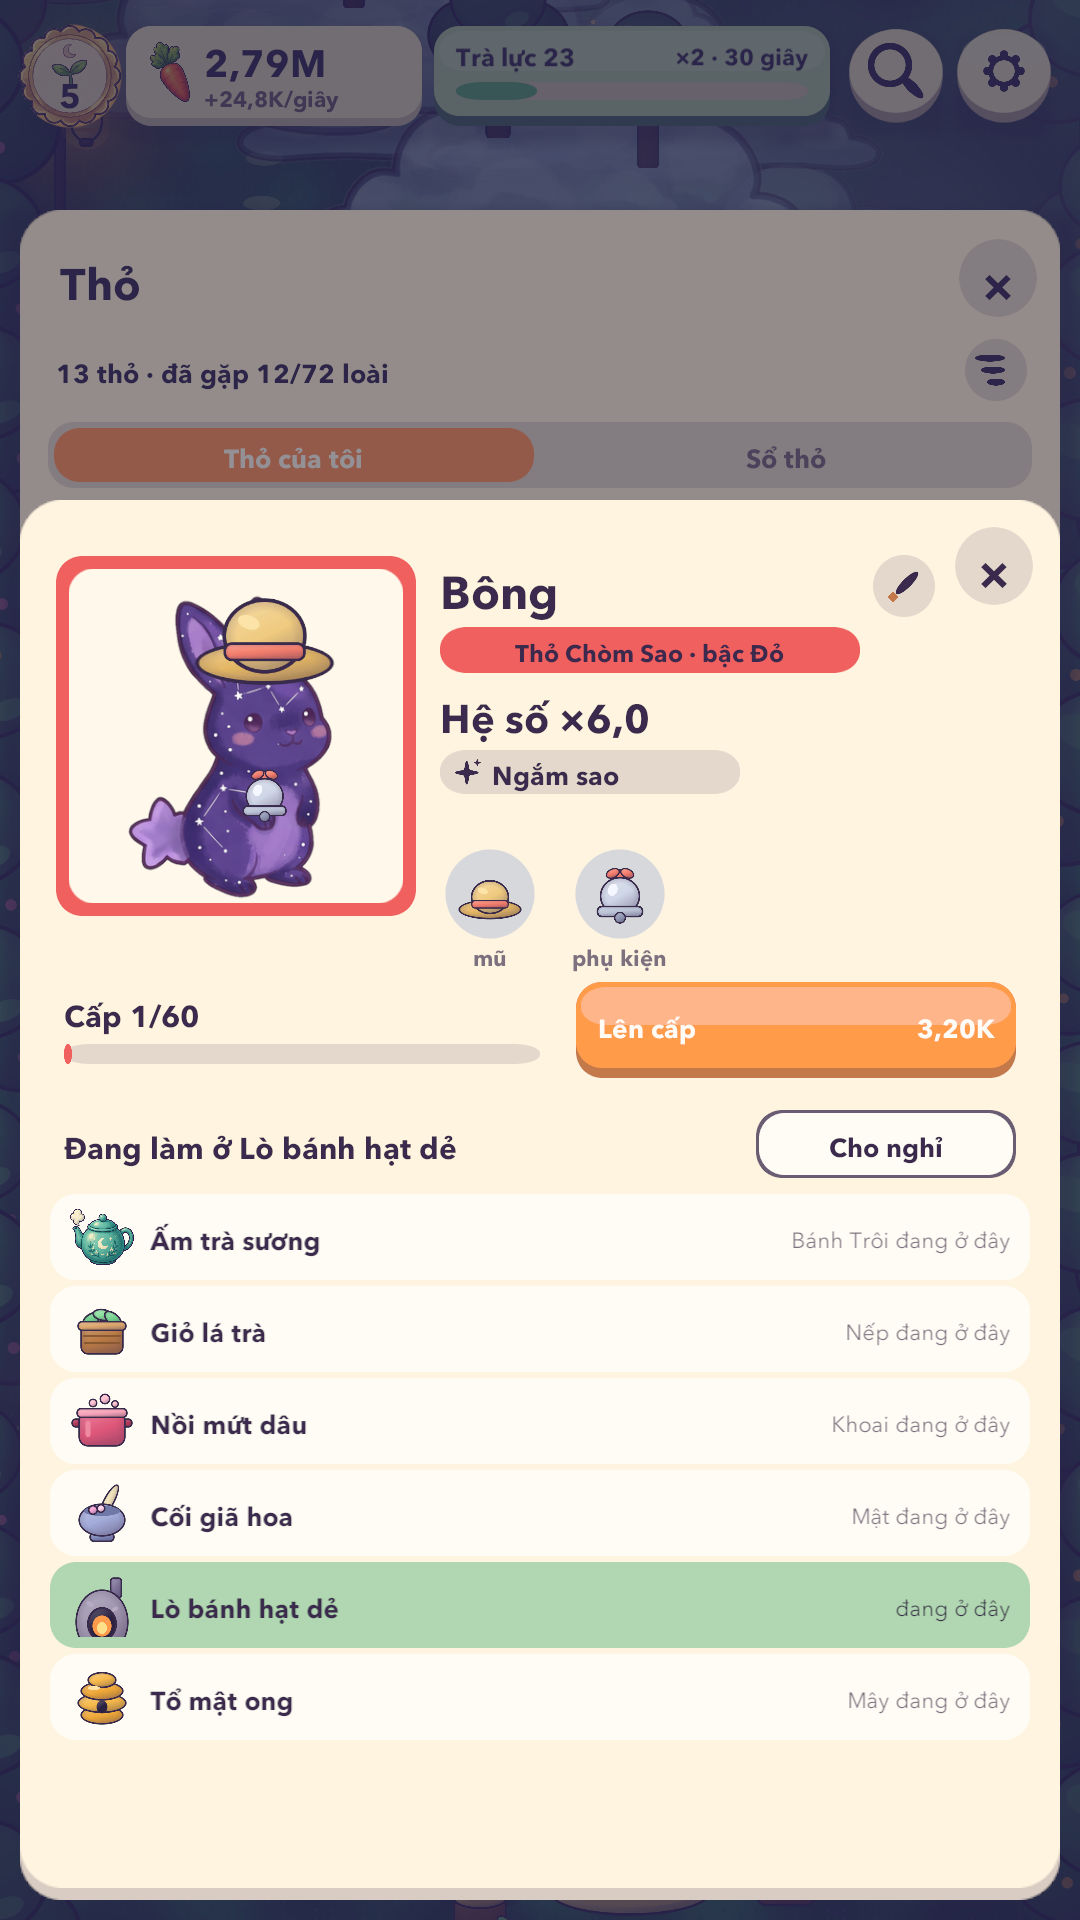 5
2,79M
+24,8K/giây
Trà lực 23
×2 · 30 giây
Thỏ
13 thỏ · đã gặp 12/72 loài
Thỏ của tôi
Sổ thỏ
Bông
Thỏ Chòm Sao · bậc Đỏ
Hệ số ×6,0
Ngắm sao
mũ
phụ kiện
Cấp 1/60
Lên cấp
3,20K
Đang làm ở Lò bánh hạt dẻ
Cho nghỉ
Ấm trà sương
Bánh Trôi đang ở đây
Giỏ lá trà
Nếp đang ở đây
Nồi mứt dâu
Khoai đang ở đây
Cối giã hoa
Mật đang ở đây
Lò bánh hạt dẻ
đang ở đây
Tổ mật ong
Mây đang ở đây